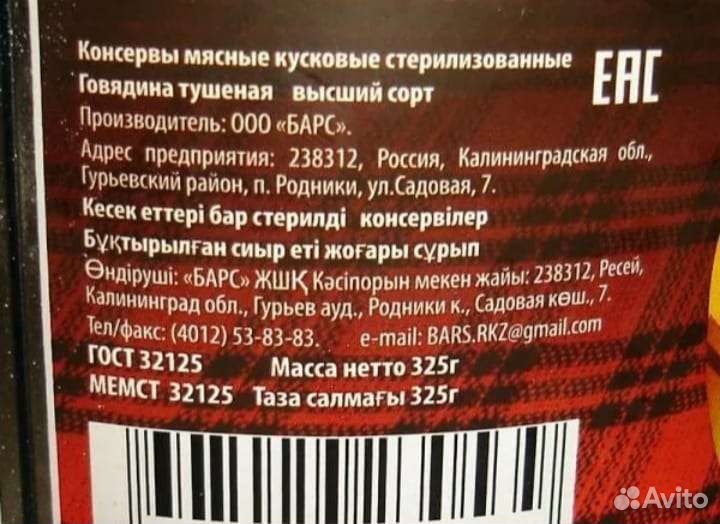 Консервы мясные кусковые стерилизованные
Говядина тушеная высший сорт
EAC
Производитель: ООО «БАРС».
Адрес предприятия: 238312, Россия, Калининградская обл.,
Гурьевский район, п. Родники, ул.Садовая, 7.
Кесек еттері бар стерилді консервілер
Бұқтырылған сиыр еті жоғары сұрып
Өндіруші: «БАРС» ЖШҚ Кәсіпорын мекен жайы: 238312, Ресей,
Калининград обл., Гурьев ауд., Родники к., Садовая көш., 7.
Тел/факс: (4012) 53-83-83. e-mail: BARS.RKZ@gmail.com
ГОСТ 32125 Масса нетто 325г
МЕМСТ 32125 Таза салмағы 325г
Avito